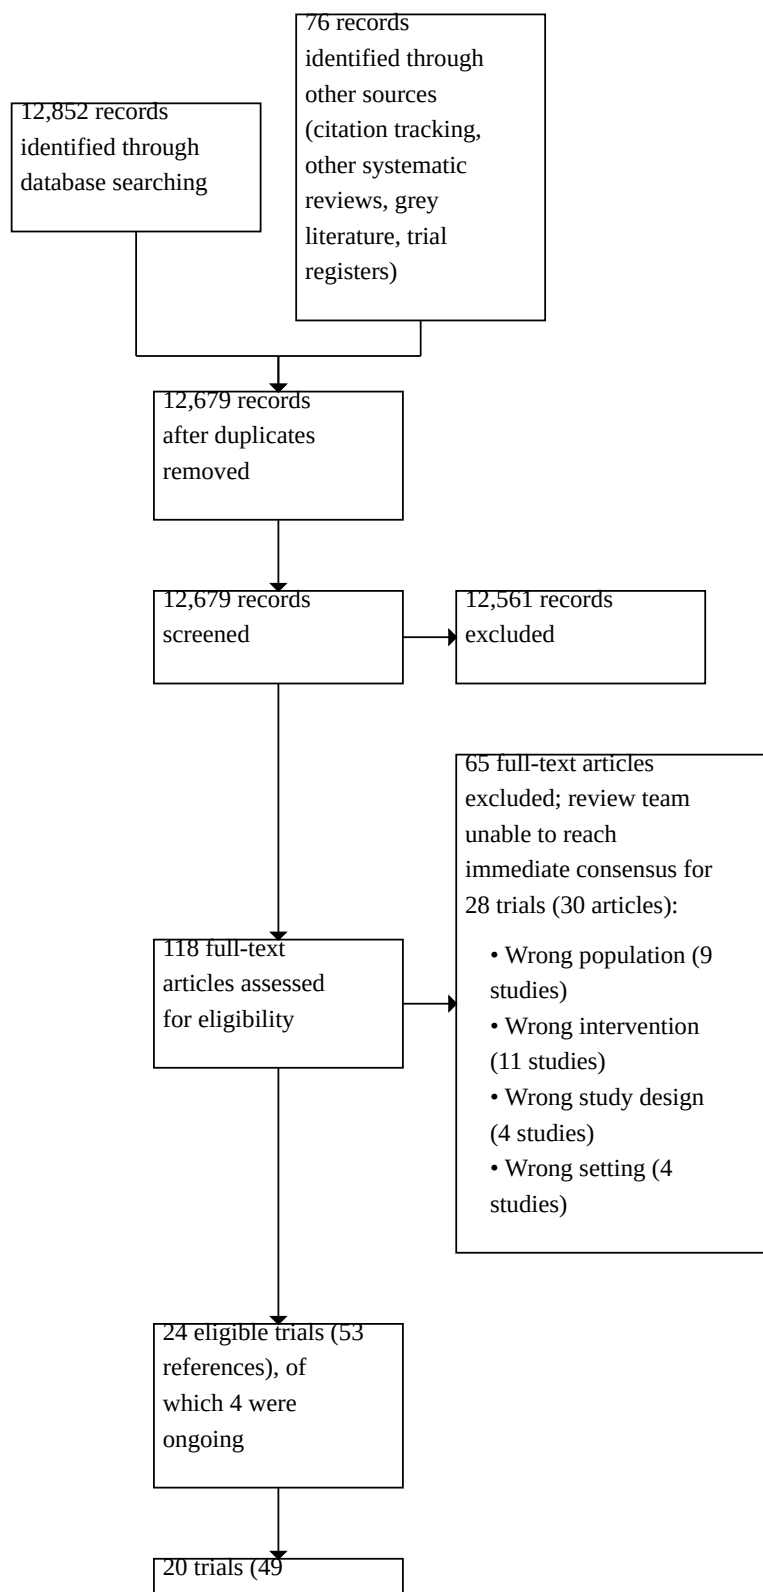 76 records
identified through
other sources
(citation tracking,
other systematic
reviews, grey
literature, trial
registers)
12,852 records
identified through
database searching
12,679 records
after duplicates
removed
12,679 records
screened
12,561 records
excluded
65 full-text articles
excluded; review team
unable to reach
immediate consensus for
28 trials (30 articles):
• Wrong population (9
studies)
• Wrong intervention
(11 studies)
• Wrong study design
(4 studies)
• Wrong setting (4
studies)
118 full-text
articles assessed
for eligibility
24 eligible trials (53
references), of
which 4 were
ongoing
20 trials (49